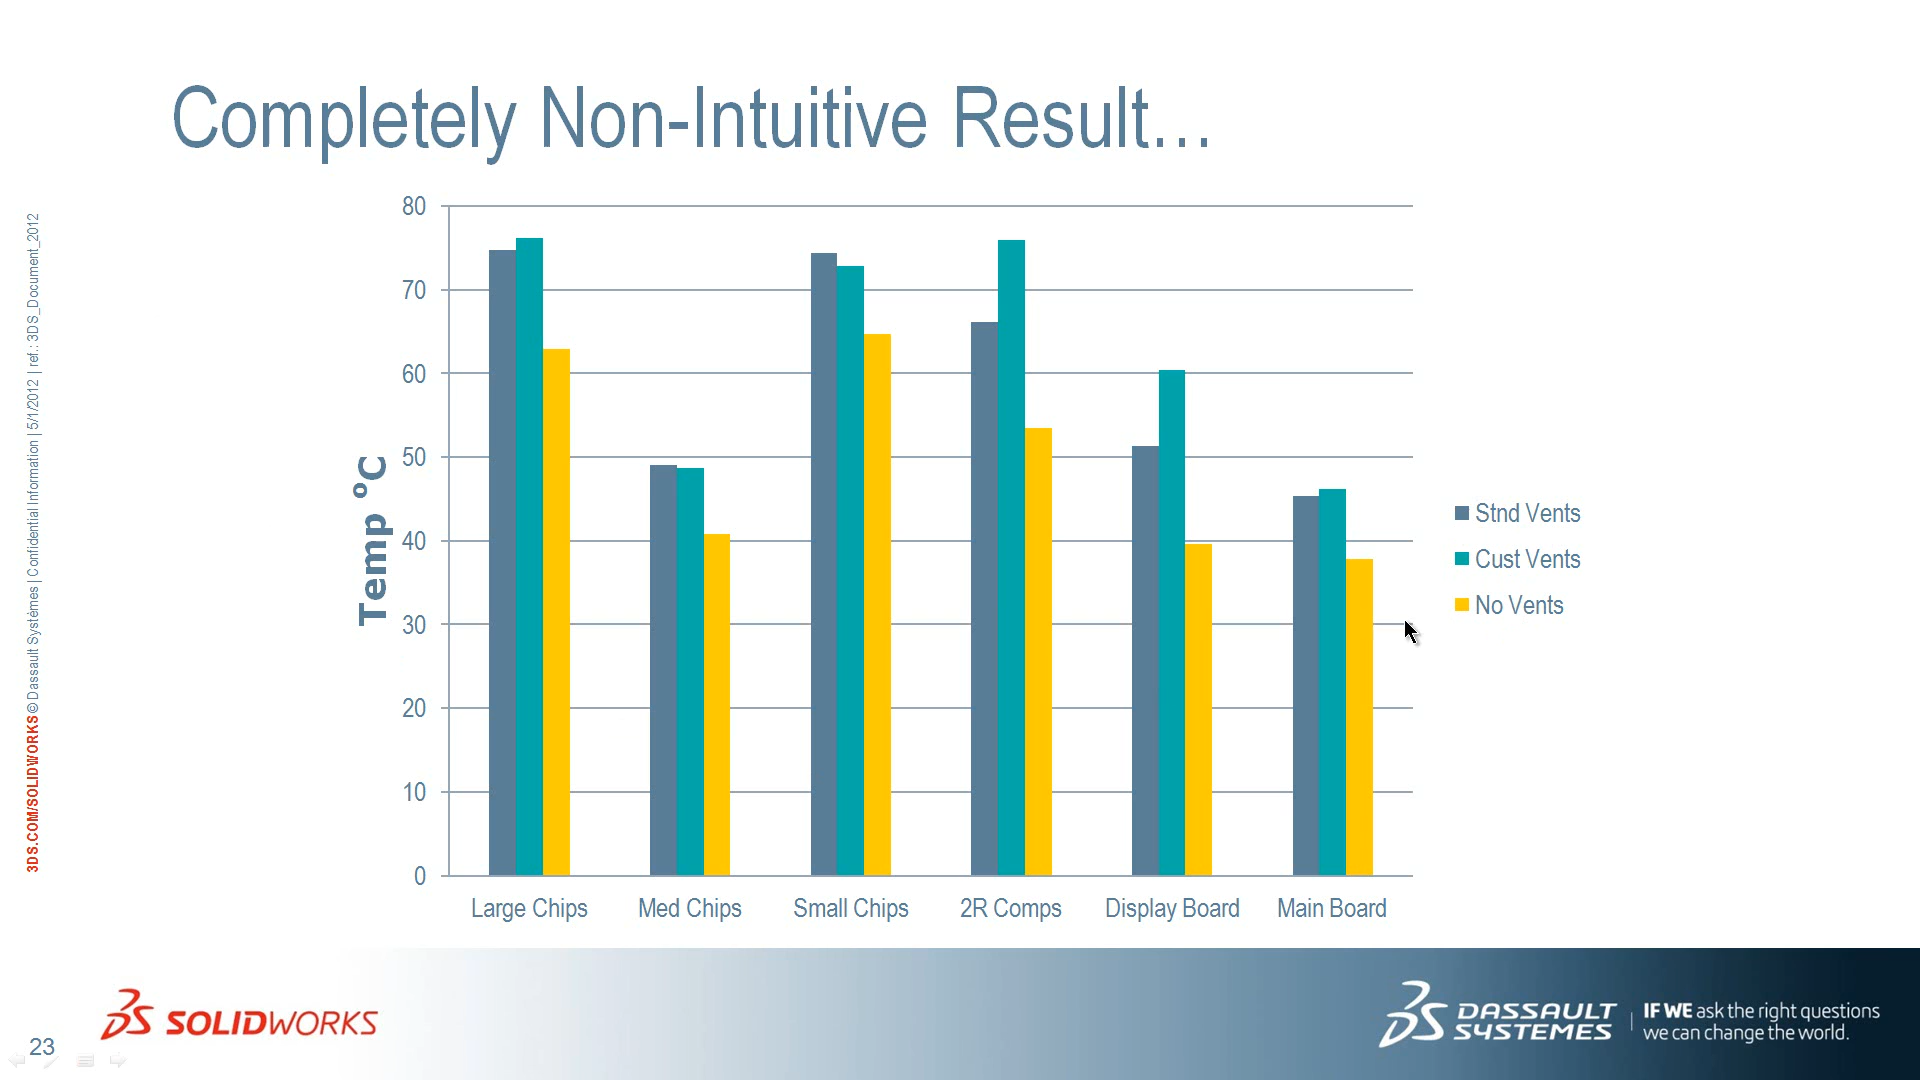 Completely Non-Intuitive Result...
3DS.COM/SOLIDWORKS © Dassault Systèmes | Confidential Information | 5/1/2012 | ref.: 3DS_Document_2012
Temp °C
80
70
60
50
40
30
20
10
0
Large Chips Med Chips Small Chips 2R Comps Display Board Main Board
Stnd Vents
Cust Vents
No Vents
23
SOLIDWORKS
DASSAULT
SYSTEMES
IF WE ask the right questions
we can change the world.